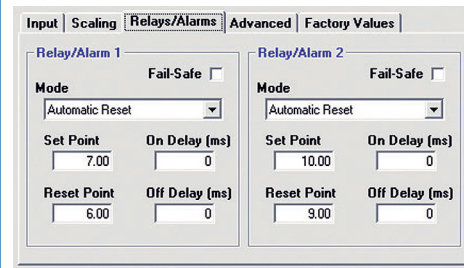 Input Scaling Relays/Alarms Advanced Factory Values
Relay/Alarm 1
Fail-Safe
Mode
Automatic Reset
Set Point On Delay (ms)
7.00 0
Reset Point Off Delay (ms)
6.00 0
Relay/Alarm 2
Fail-Safe
Mode
Automatic Reset
Set Point On Delay (ms)
10.00 0
Reset Point Off Delay (ms)
9.00 0